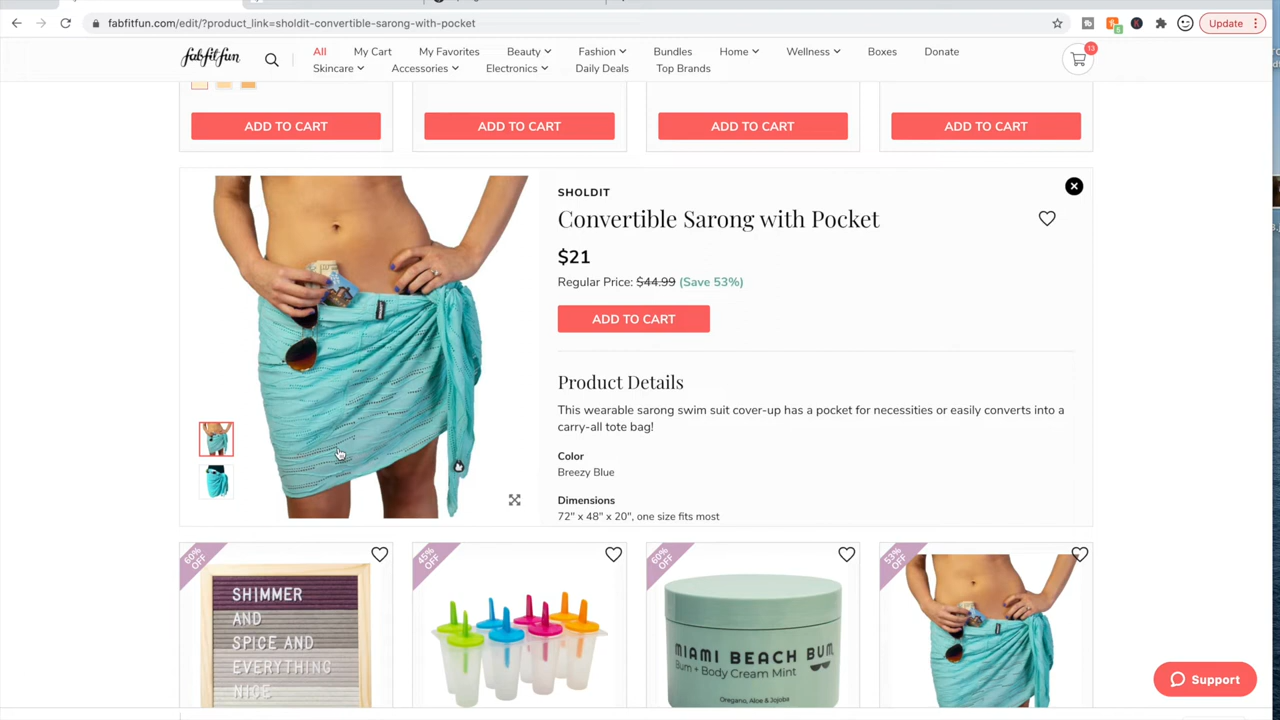 fabfitfun.com/edit/?product_link=sholdit-convertible-sarong-with-pocket
Update
fabfitfun
All
My Cart
My Favorites
Beauty
Fashion
Bundles
Home
Wellness
Boxes
Donate
13
Skincare
Accessories
Electronics
Daily Deals
Top Brands
ADD TO CART
ADD TO CART
ADD TO CART
ADD TO CART
SHOLDIT
Convertible Sarong with Pocket
$21
Regular Price: $44.99 (Save 53%)
ADD TO CART
Product Details
This wearable sarong swim suit cover-up has a pocket for necessities or easily converts into a
carry-all tote bag!
Color
Breezy Blue
Dimensions
72" x 48" x 20", one size fits most
60%
OFF
SHIMMER
AND
SPICE AND
EVERYTHING
NICE
45%
OFF
60%
OFF
MIAMI BEACH BUM
Bum + Body Cream Mint
Oregano, Aloe & Jojoba
53%
OFF
Support